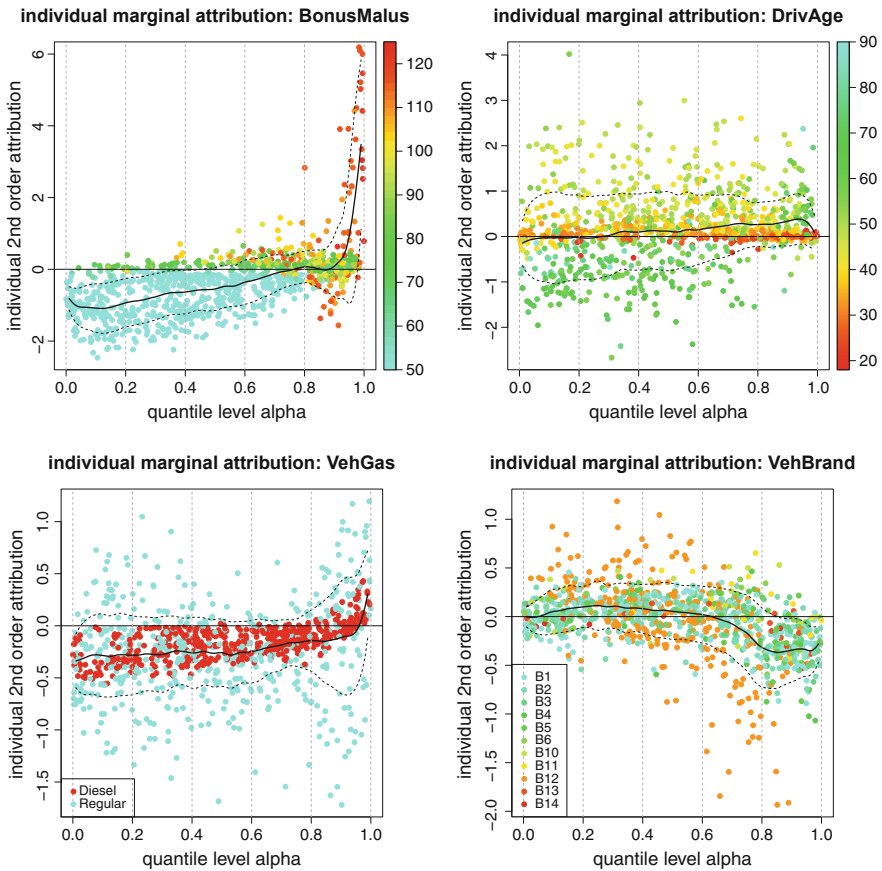 individual marginal attribution: BonusMalus
individual 2nd order attribution
6
4
2
0
−2
0.0 0.2 0.4 0.6 0.8 1.0
quantile level alpha
120
110
100
90
80
70
60
50
individual marginal attribution: DrivAge
individual 2nd order attribution
4
3
2
1
0
−1
−2
0.0 0.2 0.4 0.6 0.8 1.0
quantile level alpha
90
80
70
60
50
40
30
20
individual marginal attribution: VehGas
individual 2nd order attribution
1.0
0.5
0.0
−0.5
−1.0
−1.5
Diesel
Regular
0.0 0.2 0.4 0.6 0.8 1.0
quantile level alpha
individual marginal attribution: VehBrand
individual 2nd order attribution
1.0
0.5
0.0
−0.5
−1.0
−1.5
−2.0
B1
B2
B3
B4
B5
B6
B10
B11
B12
B13
B14
0.0 0.2 0.4 0.6 0.8 1.0
quantile level alpha